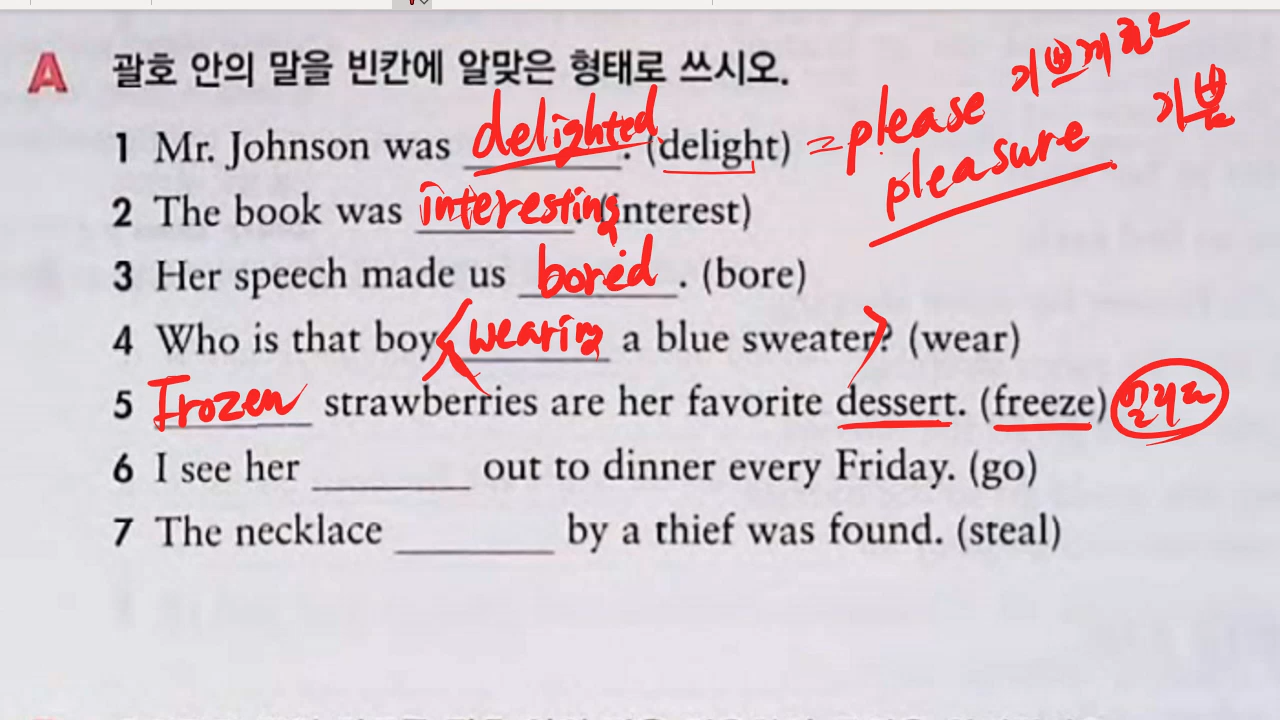 A 괄호 안의 말을 빈칸에 알맞은 형태로 쓰시오.
1 Mr. Johnson was delighted. (delight) = please 기쁘게 하다
pleasure 기쁨
2 The book was interesting. (interest)
3 Her speech made us bored. (bore)
4 Who is that boy wearing a blue sweater? (wear)
5 Frozen strawberries are her favorite dessert. (freeze) 얼리다
6 I see her ________ out to dinner every Friday. (go)
7 The necklace ________ by a thief was found. (steal)